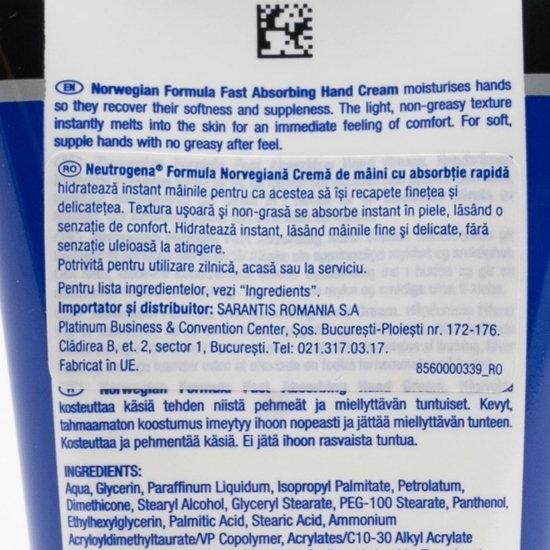 EN Norwegian Formula Fast Absorbing Hand Cream moisturises hands
so they recover their softness and suppleness. The light, non-greasy texture
instantly melts into the skin for an immediate feeling of comfort. For soft,
supple hands with no greasy after feel.
RO Neutrogena® Formula Norvegiană Cremă de mâini cu absorbție rapidă
hidratează instant mâinile pentru ca acestea să își recapete finețea și
delicatețea. Textura ușoară și non-grasă se absorbe instant în piele, lăsând o
senzație de confort. Hidratează instant, lăsând mâinile fine și delicate, fără
senzație uleioasă la atingere.
Potrivită pentru utilizare zilnică, acasă sau la serviciu.
Pentru lista ingredientelor, vezi "Ingredients".
Importator și distribuitor: SARANTIS ROMANIA S.A
Platinum Business & Convention Center, Șos. București-Ploiești nr. 172-176.
Clădirea B, et. 2, sector 1, București. Tel: 021.317.03.17.
Fabricat în UE. 8560000339_RO
Norwegian Formula Fast Absorbing Hand Cream,
kosteuttaa käsiä tehden niistä pehmeät ja miellyttävän tuntuiset. Kevyt,
tahmaamaton koostumus imeytyy ihoon nopeasti ja jättää miellyttävän tunteen.
Kosteuttaa ja pehmentää käsiä. Ei jätä ihoon rasvaista tuntua.
INGREDIENTS:
Aqua, Glycerin, Paraffinum Liquidum, Isopropyl Palmitate, Petrolatum,
Dimethicone, Stearyl Alcohol, Glyceryl Stearate, PEG-100 Stearate, Panthenol,
Ethylhexylglycerin, Palmitic Acid, Stearic Acid, Ammonium
Acryloyldimethyltaurate/VP Copolymer, Acrylates/C10-30 Alkyl Acrylate